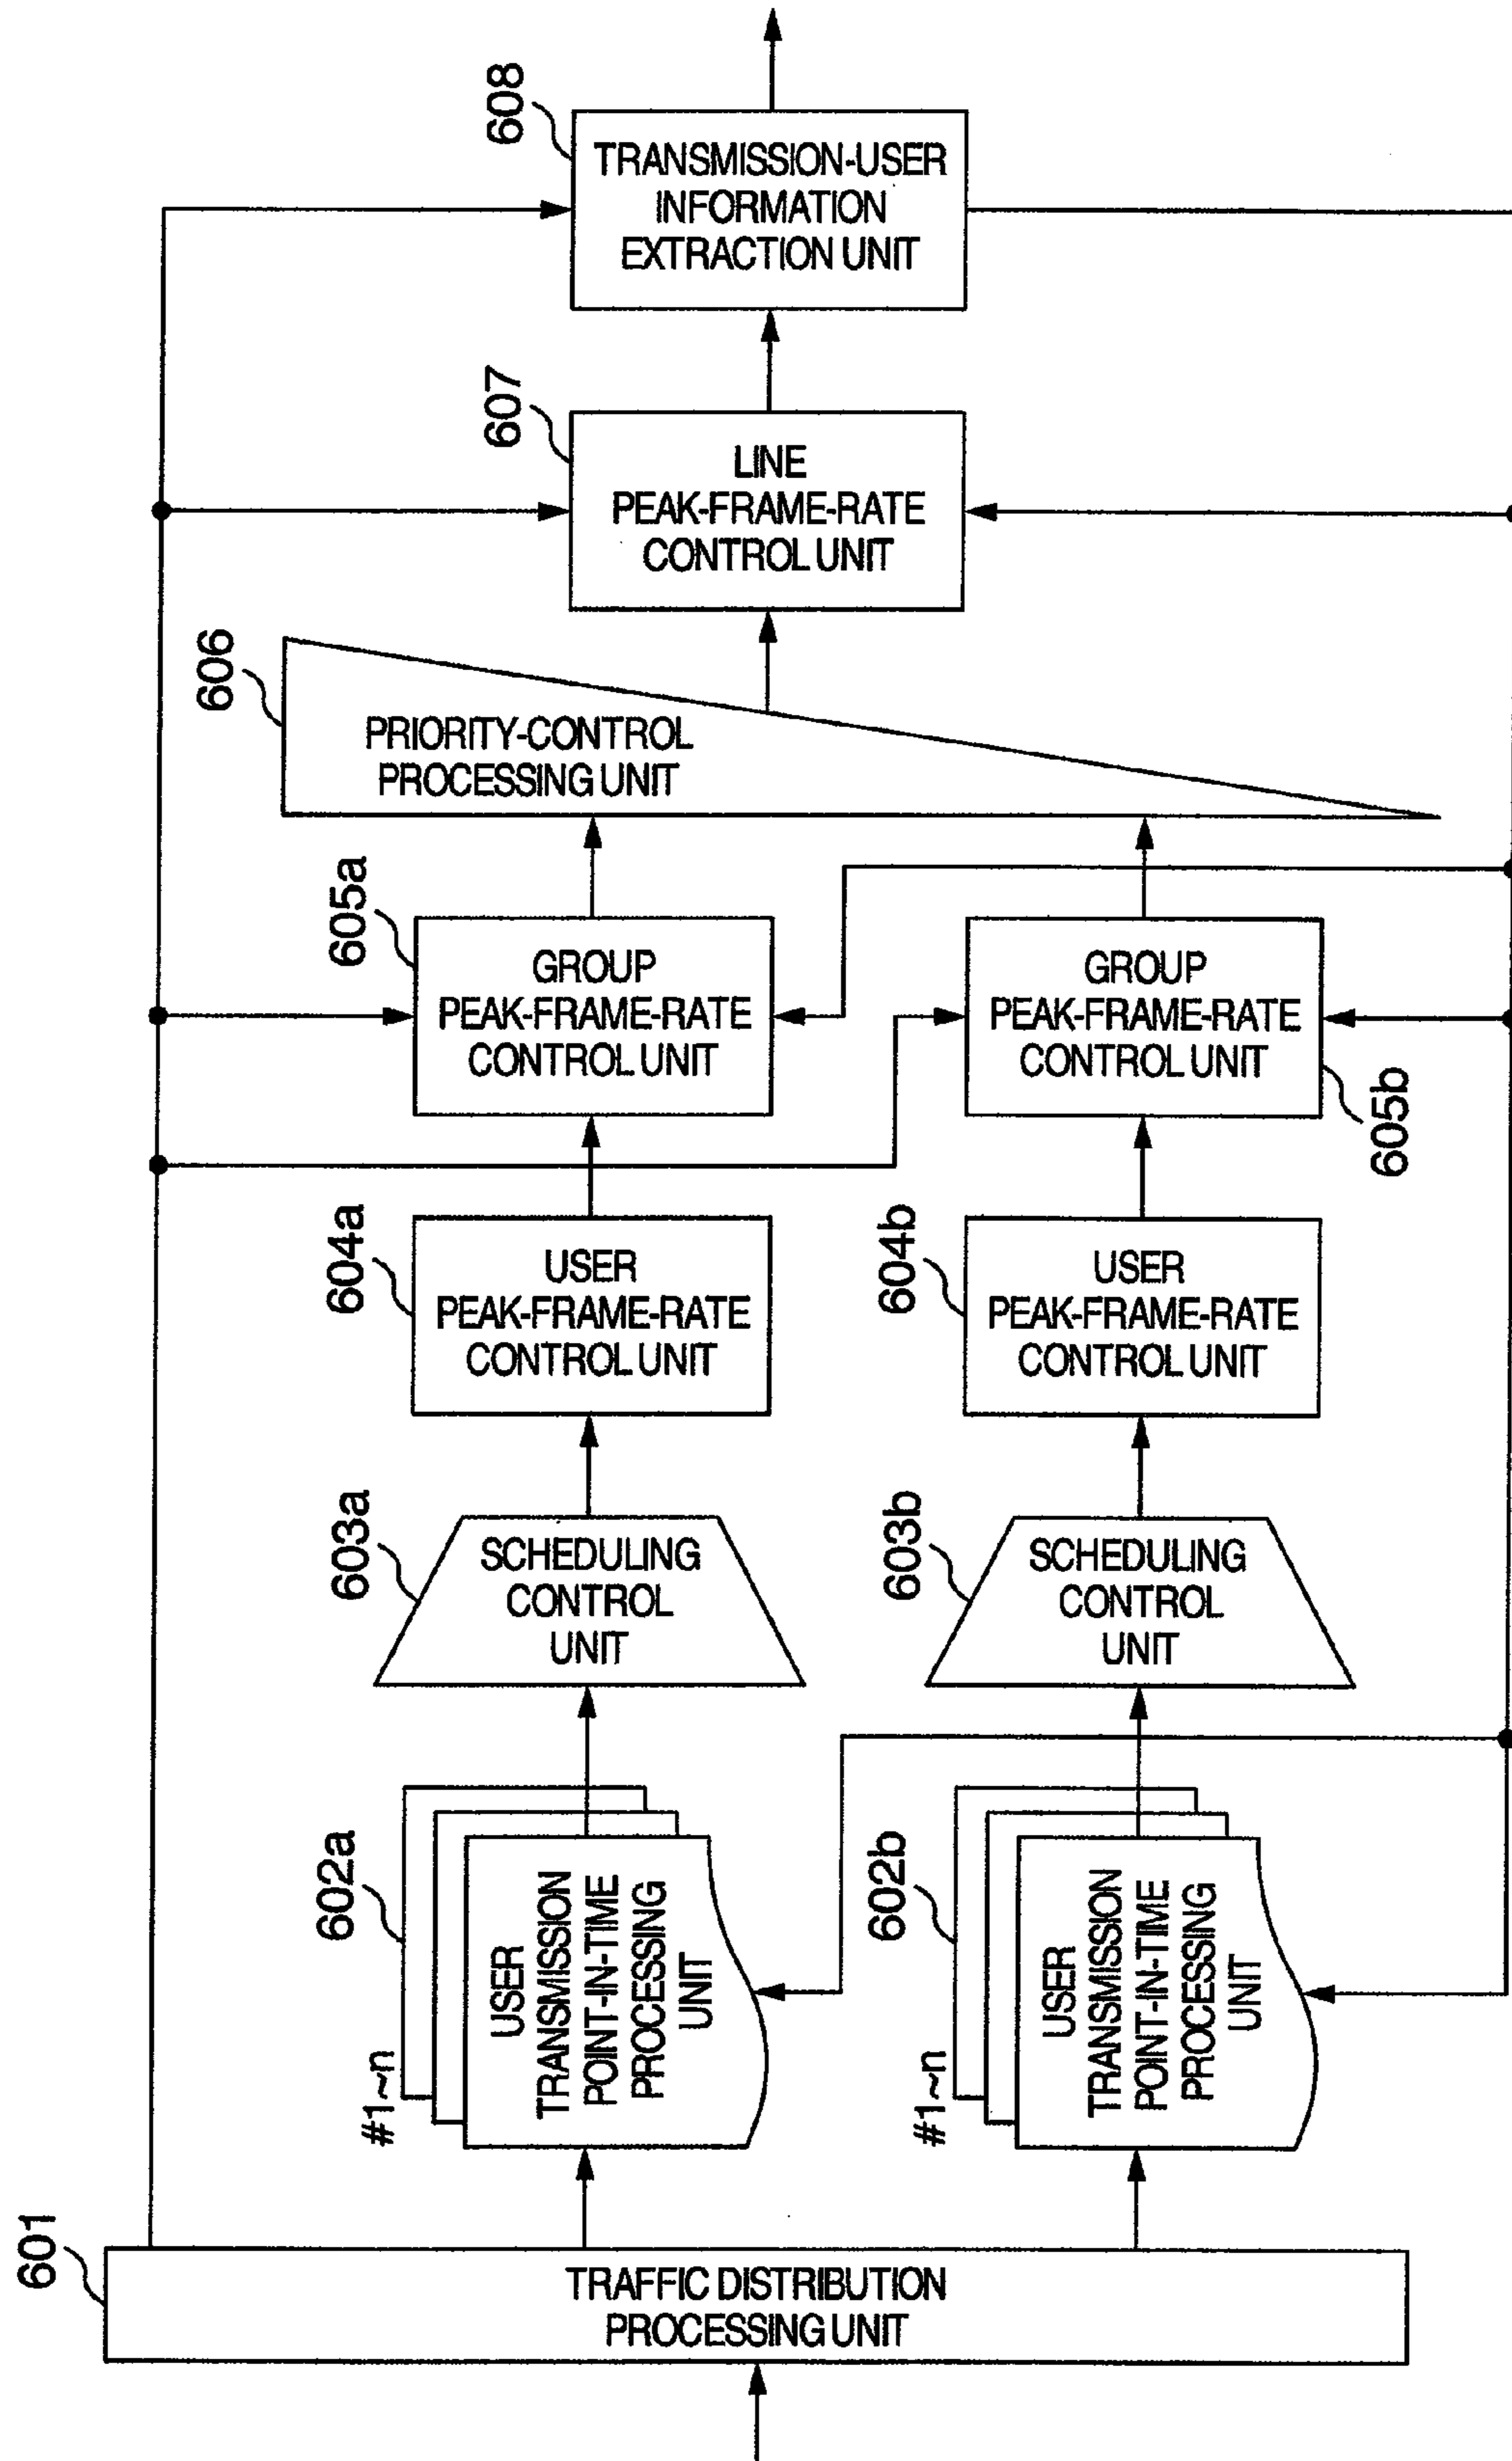 608
TRANSMISSION-USER
INFORMATION
EXTRACTION UNIT
607
LINE
PEAK-FRAME-RATE
CONTROL UNIT
606
PRIORITY-CONTROL
PROCESSING UNIT
605a
GROUP
PEAK-FRAME-RATE
CONTROL UNIT
GROUP
PEAK-FRAME-RATE
CONTROL UNIT
605b
604a
USER
PEAK-FRAME-RATE
CONTROL UNIT
604b
USER
PEAK-FRAME-RATE
CONTROL UNIT
603a
SCHEDULING
CONTROL
UNIT
603b
SCHEDULING
CONTROL
UNIT
602a
#1~n
USER
TRANSMISSION
POINT-IN-TIME
PROCESSING
UNIT
602b
#1~n
USER
TRANSMISSION
POINT-IN-TIME
PROCESSING
UNIT
601
TRAFFIC DISTRIBUTION
PROCESSING UNIT